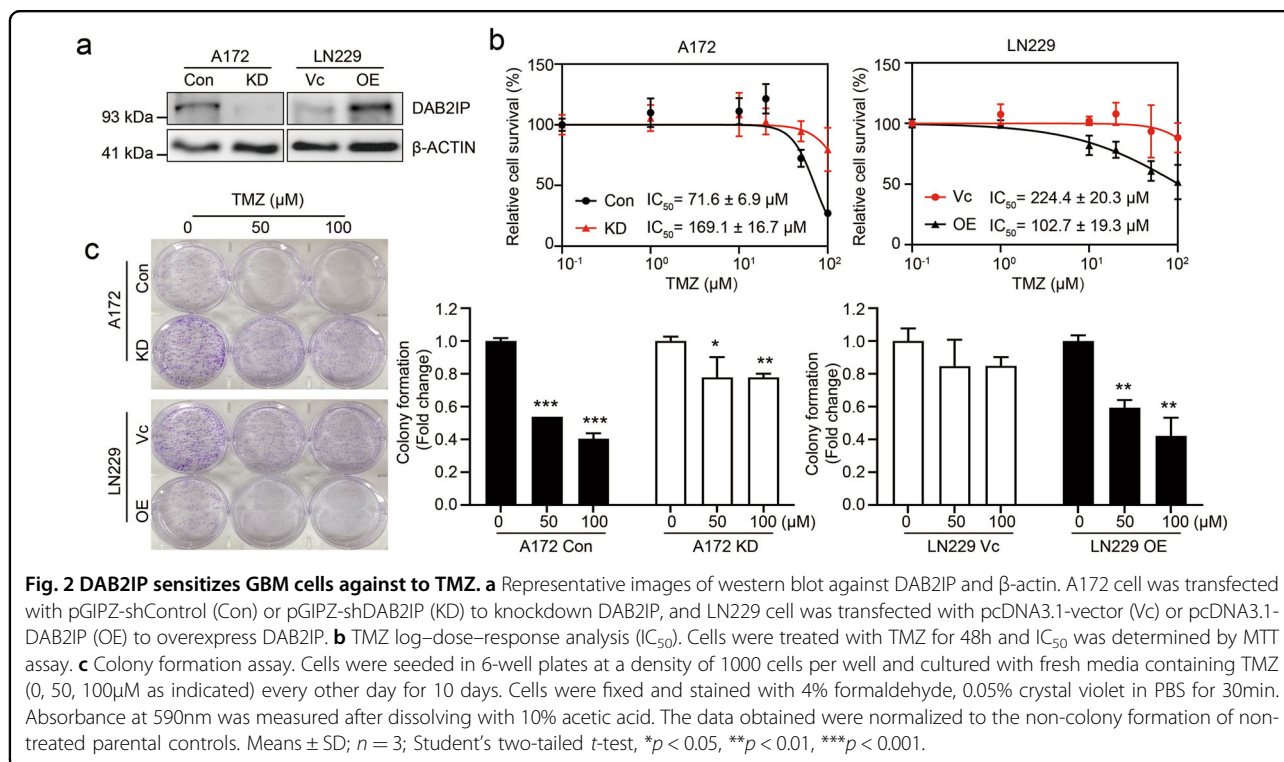 a
A172 LN229
Con KD Vc OE
93 kDa DAB2IP
41 kDa β-ACTIN
b
A172
Relative cell survival (%)
150
100
50
0
Con IC50= 71.6 ± 6.9 µM
KD IC50= 169.1 ± 16.7 µM
10-1 100 101 102
TMZ (µM)
LN229
Relative cell survival (%)
150
100
50
0
Vc IC50= 224.4 ± 20.3 µM
OE IC50= 102.7 ± 19.3 µM
10-1 100 101 102
TMZ (µM)
c
TMZ (µM)
0 50 100
A172
Con
KD
LN229
Vc
OE
Colony formation
(Fold change)
1.2
1.0
0.8
0.6
0.4
0.2
0.0
*** *** * **
0 50 100 0 50 100 (µM)
A172 Con A172 KD
Colony formation
(Fold change)
1.2
1.0
0.8
0.6
0.4
0.2
0.0
** **
0 50 100 0 50 100 (µM)
LN229 Vc LN229 OE
Fig. 2 DAB2IP sensitizes GBM cells against to TMZ. a Representative images of western blot against DAB2IP and β-actin. A172 cell was transfected
with pGIPZ-shControl (Con) or pGIPZ-shDAB2IP (KD) to knockdown DAB2IP, and LN229 cell was transfected with pcDNA3.1-vector (Vc) or pcDNA3.1-
DAB2IP (OE) to overexpress DAB2IP. b TMZ log–dose–response analysis (IC50). Cells were treated with TMZ for 48h and IC50 was determined by MTT
assay. c Colony formation assay. Cells were seeded in 6-well plates at a density of 1000 cells per well and cultured with fresh media containing TMZ
(0, 50, 100µM as indicated) every other day for 10 days. Cells were fixed and stained with 4% formaldehyde, 0.05% crystal violet in PBS for 30min.
Absorbance at 590nm was measured after dissolving with 10% acetic acid. The data obtained were normalized to the non-colony formation of non-
treated parental controls. Means ± SD; n = 3; Student's two-tailed t-test, *p < 0.05, **p < 0.01, ***p < 0.001.